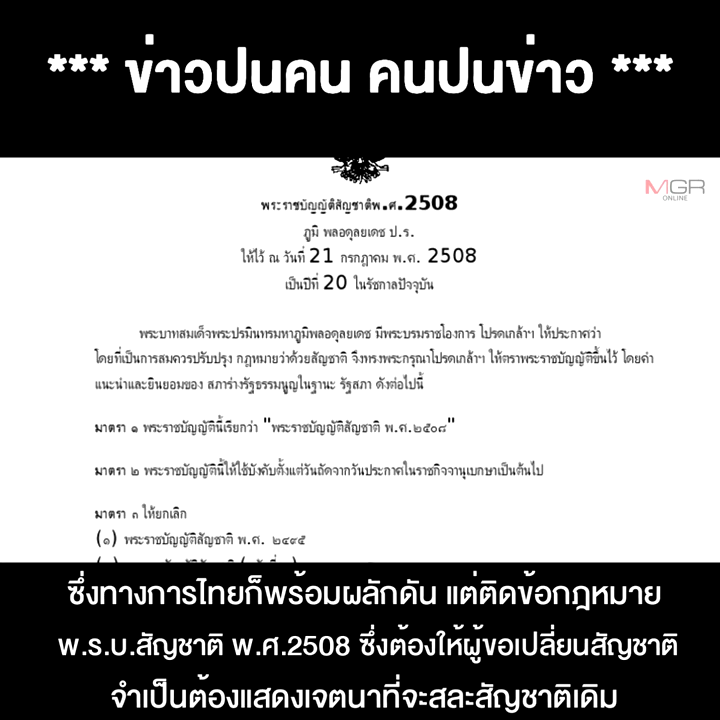 *** ข่าวปนคน คนปนข่าว ***
MGR
ONLINE
พระราชบัญญัติสัญชาติพ.ศ.2508
ภูมิ พลอดุลยเดช ป.ร.
ให้ไว้ ณ วันที่ 21 กรกฎาคม พ.ศ. 2508
เป็นปีที่ 20 ในรัชกาลปัจจุบัน
พระบาทสมเด็จพระปรมินทรมหาภูมิพลอดุลยเดช มีพระบรมราชโองการ โปรดเกล้าฯ ให้ประกาศว่า
โดยที่เป็นการสมควรปรับปรุง กฎหมายว่าด้วยสัญชาติ จึงทรงพระกรุณาโปรดเกล้าฯ ให้ตราพระราชบัญญัติขึ้นไว้ โดยคำ
แนะนำและยินยอมของ สภาร่างรัฐธรรมนูญในฐานะ รัฐสภา ดังต่อไปนี้
มาตรา ๑ พระราชบัญญัตินี้เรียกว่า "พระราชบัญญัติสัญชาติ พ.ศ.๒๕๐๘"
มาตรา ๒ พระราชบัญญัตินี้ให้ใช้บังคับตั้งแต่วันถัดจากวันประกาศในราชกิจจานุเบกษาเป็นต้นไป
มาตรา ๓ ให้ยกเลิก
(๑) พระราชบัญญัติสัญชาติ พ.ศ. ๒๔๙๕
ซึ่งทางการไทยก็พร้อมผลักดัน แต่ติดข้อกฎหมาย
พ.ร.บ.สัญชาติ พ.ศ.2508 ซึ่งต้องให้ผู้ขอเปลี่ยนสัญชาติ
จำเป็นต้องแสดงเจตนาที่จะสละสัญชาติเดิม